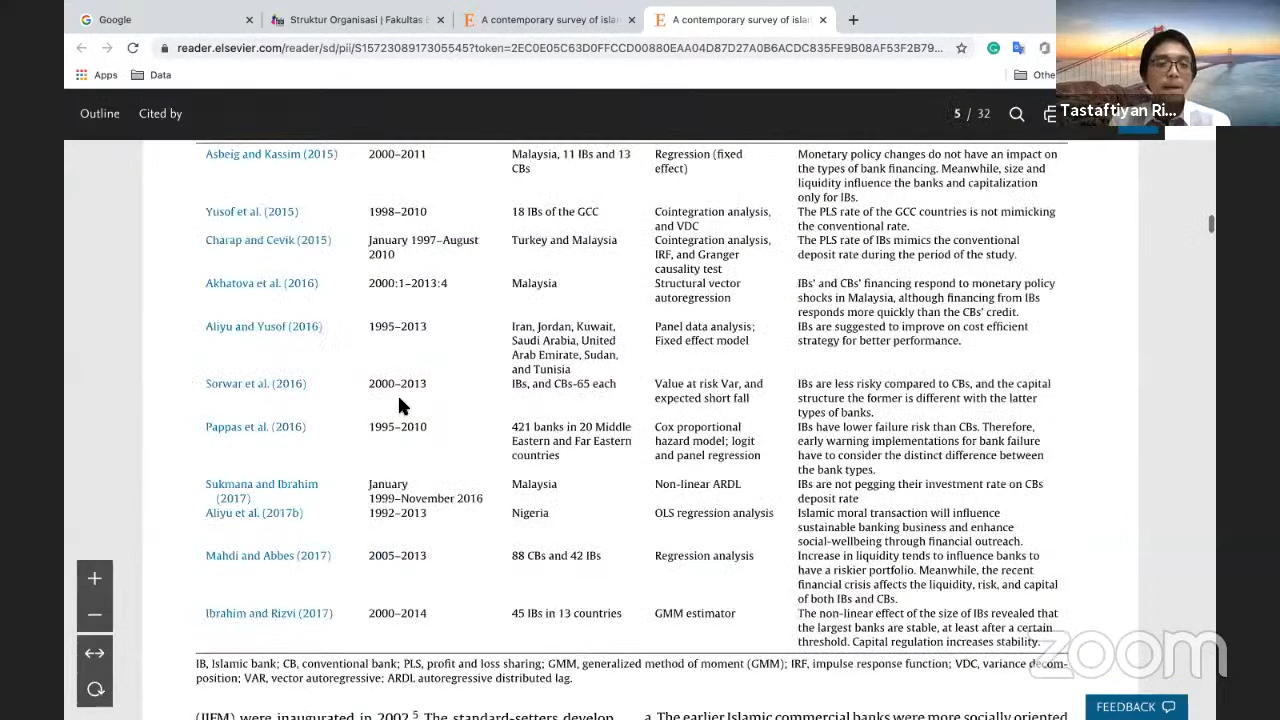 Google
Struktur Organisasi | Fakultas E
A contemporary survey of islam
A contemporary survey of islam
reader.elsevier.com/reader/sd/pii/S1572308917305545?token=2EC0E05C63D0FFCCD00880EAA04D87D27A0B6ACDC835FE9BC8AF53F2B79...
Apps
Data
Othe
Tastaftiyan Ri...
Outline
Cited by
5 / 32
Asbeig and Kassim (2015) 2000–2011 Malaysia, 11 IBs and 13 Regression (fixed Monetary policy changes do not have an impact on
CBs effect) the types of bank financing. Meanwhile, size and
liquidity influence the banks and capitalization
only for IBs.
Yusof et al. (2015) 1998–2010 18 IBs of the GCC Cointegration analysis, The PLS rate of the GCC countries is not mimicking
and VDC the conventional rate.
Charap and Cevik (2015) January 1997–August Turkey and Malaysia Cointegration analysis, The PLS rate of IBs mimics the conventional
2010 IRF, and Granger deposit rate during the period of the study.
causality test
Akhatova et al. (2016) 2000:1–2013:4 Malaysia Structural vector IBs' and CBs' financing respond to monetary policy
autoregression shocks in Malaysia, although financing from IBs
responds more quickly than the CBs' credit.
Aliyu and Yusof (2016) 1995–2013 Iran, Jordan, Kuwait, Panel data analysis; IBs are suggested to improve on cost efficient
Saudi Arabia, United Fixed effect model strategy for better performance.
Arab Emirate, Sudan,
and Tunisia
Sorwar et al. (2016) 2000–2013 IBs, and CBs-65 each Value at risk Var, and IBs are less risky compared to CBs, and the capital
expected short fall structure the former is different with the latter
types of banks.
Pappas et al. (2016) 1995–2010 421 banks in 20 Middle Cox proportional IBs have lower failure risk than CBs. Therefore,
Eastern and Far Eastern hazard model; logit early warning implementations for bank failure
countries and panel regression have to consider the distinct difference between
the bank types.
Sukmana and Ibrahim January Malaysia Non-linear ARDL IBs are not pegging their investment rate on CBs
(2017) 1999–November 2016 deposit rate
Aliyu et al. (2017b) 1992–2013 Nigeria OLS regression analysis Islamic moral transaction will influence
sustainable banking business and enhance
social-wellbeing through financial outreach.
Mahdi and Abbes (2017) 2005–2013 88 CBs and 42 IBs Regression analysis Increase in liquidity tends to influence banks to
have a riskier portfolio. Meanwhile, the recent
financial crisis affects the liquidity, risk, and capital
of both IBs and CBs.
Ibrahim and Rizvi (2017) 2000–2014 45 IBs in 13 countries GMM estimator The non-linear effect of the size of IBs revealed that
the largest banks are stable, at least after a certain
threshold. Capital regulation increases stability.
zoom
IB, Islamic bank; CB, conventional bank; PLS, profit and loss sharing; GMM, generalized method of moment (GMM); IRF, impulse response function; VDC, variance decom-
position; VAR, vector autoregressive; ARDL autoregressive distributed lag.
FEEDBACK
(IIFM) were inaugurated in 2002.5 The standard-setters develop
a. The earlier Islamic commercial banks were more socially oriented